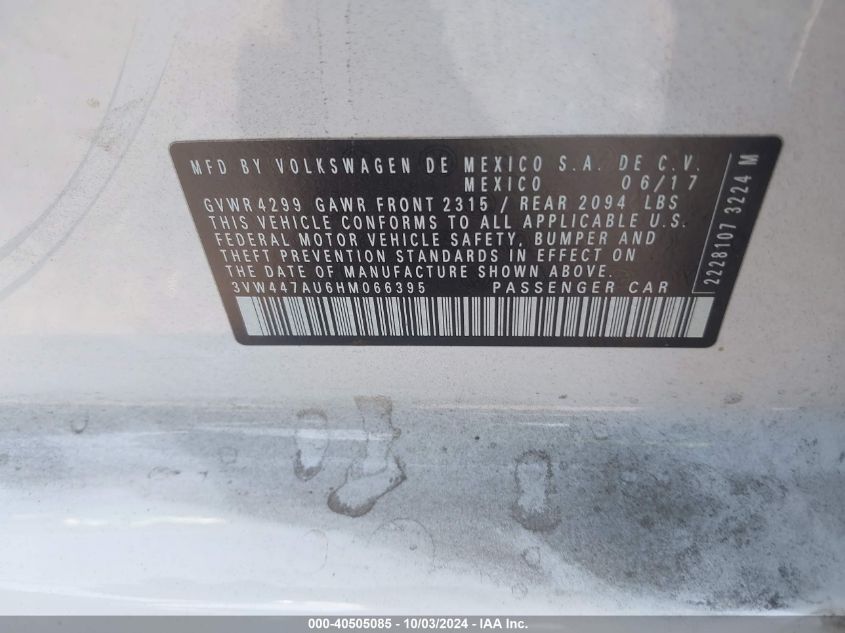 MFD BY VOLKSWAGEN DE MEXICO S.A. DE C.V.
MEXICO 06/17
GVWR 4299 GAWR FRONT 2315 / REAR 2094 LBS
THIS VEHICLE CONFORMS TO ALL APPLICABLE U.S.
FEDERAL MOTOR VEHICLE SAFETY, BUMPER AND
THEFT PREVENTION STANDARDS IN EFFECT ON
THE DATE OF MANUFACTURE SHOWN ABOVE.
3VW447AU6HM066395 PASSENGER CAR
2228107 3224 M
000-40505085 - 10/03/2024 - IAA Inc.